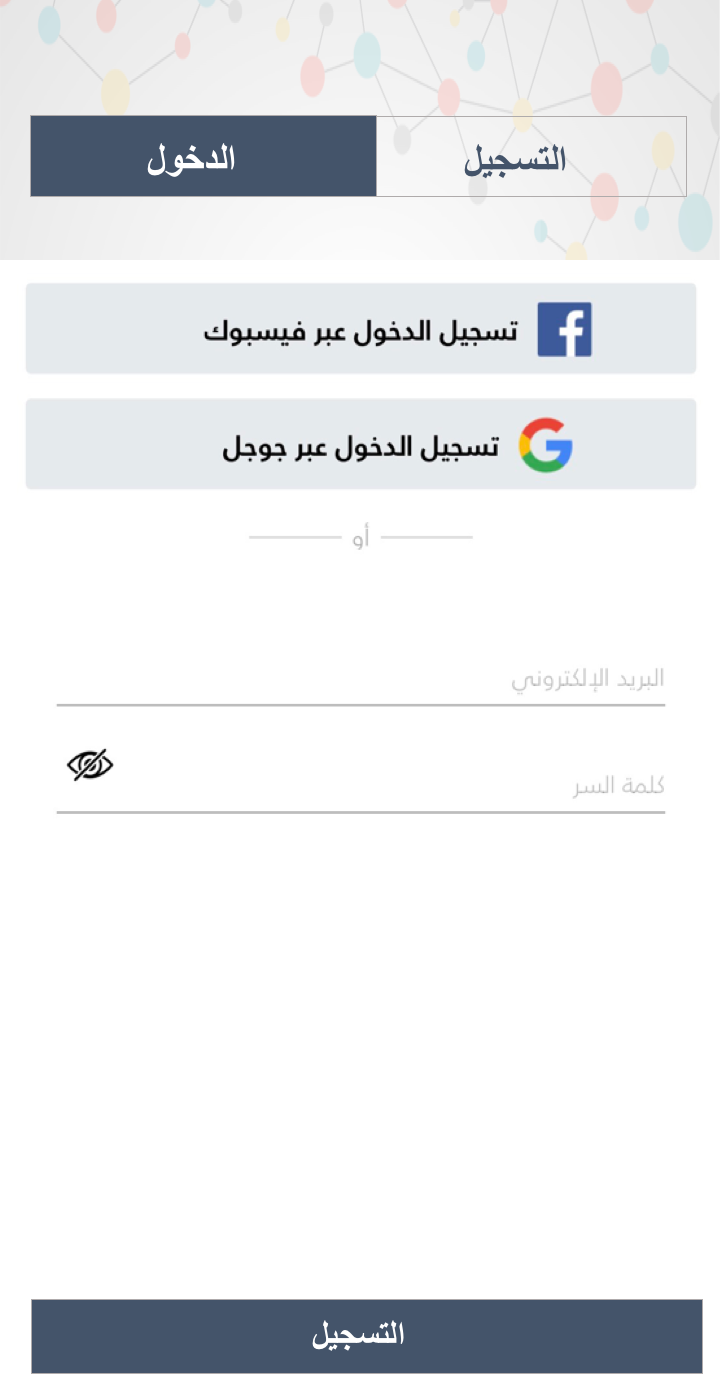 التسجيل
الدخول
تسجيل الدخول عبر فيسبوك
تسجيل الدخول عبر جوجل
أو
البريد الإلكتروني
كلمة السر
التسجيل